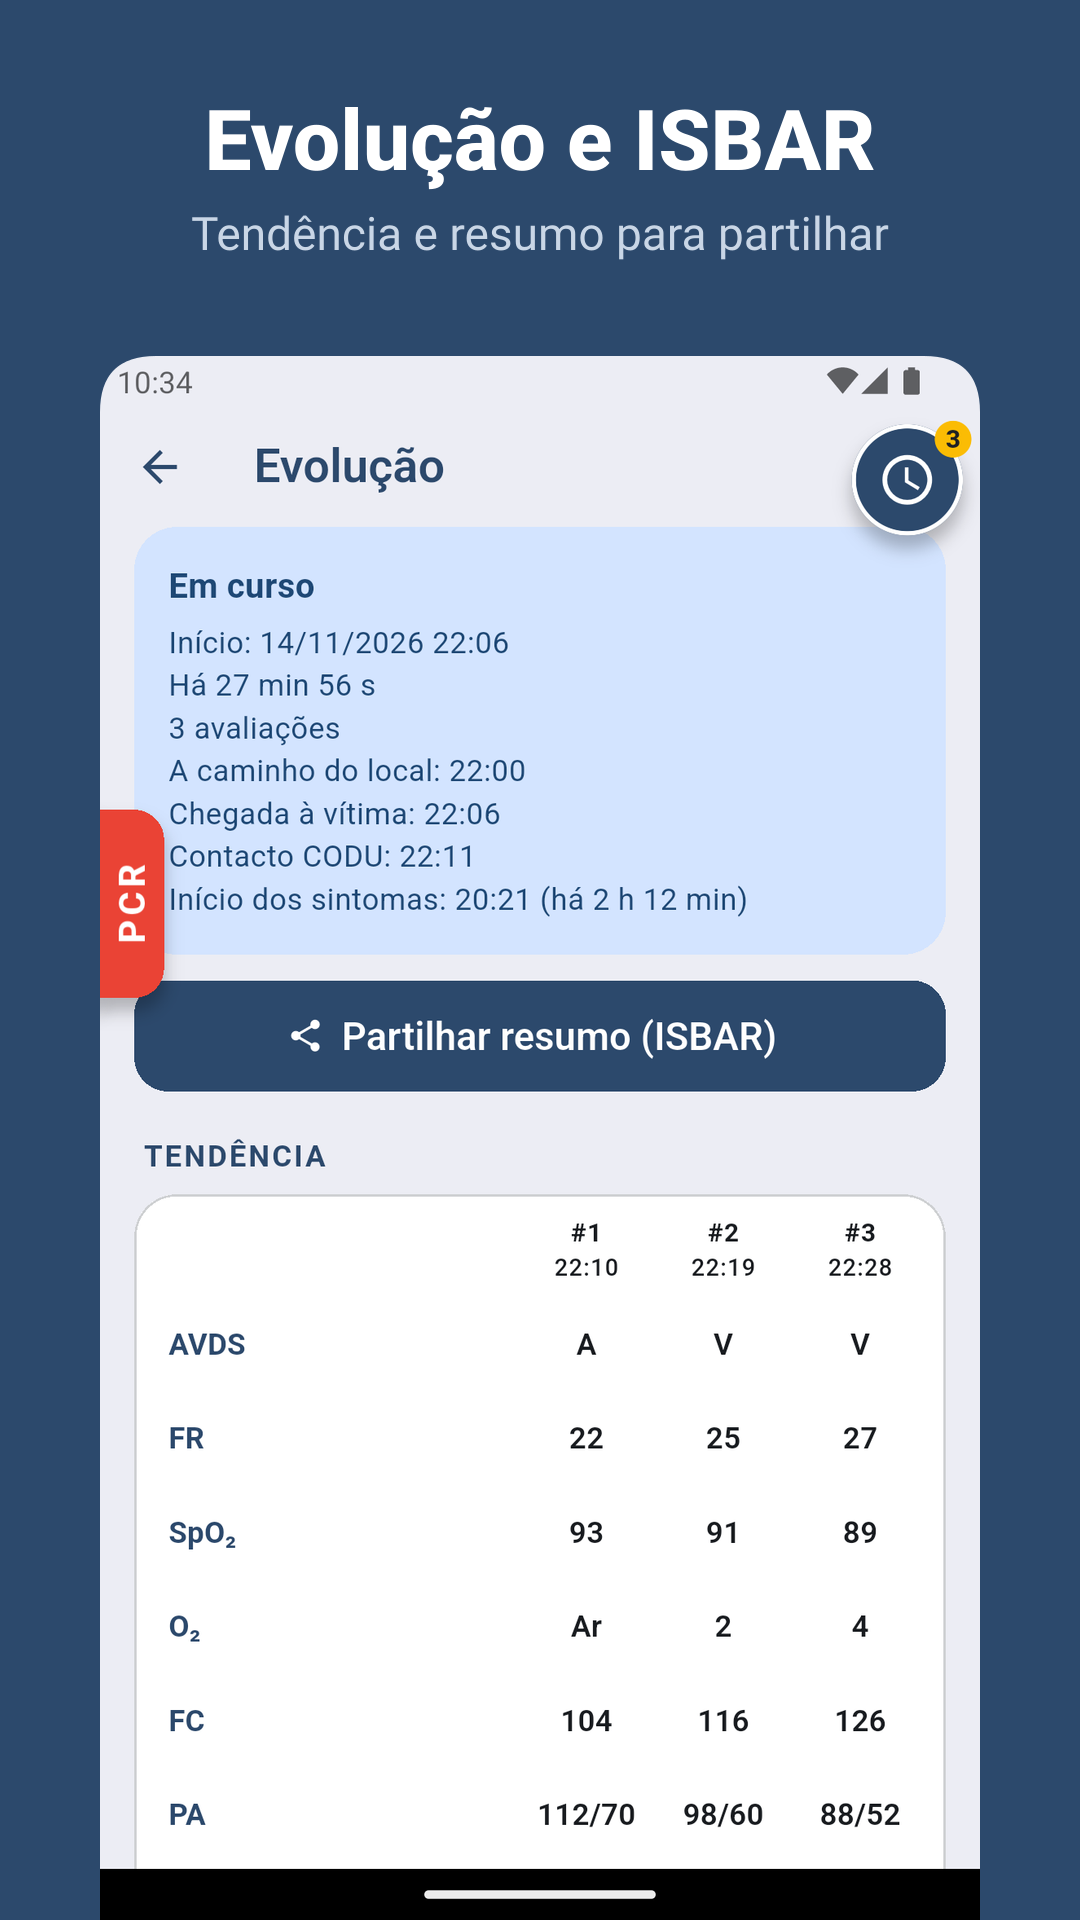 Evolução e ISBAR
Tendência e resumo para partilhar
10:34
Evolução
3
Em curso
Início: 14/11/2026 22:06
Há 27 min 56 s
3 avaliações
A caminho do local: 22:00
Chegada à vítima: 22:06
Contacto CODU: 22:11
Início dos sintomas: 20:21 (há 2 h 12 min)
PCR
Partilhar resumo (ISBAR)
TENDÊNCIA
#1 #2 #3
22:10 22:19 22:28
AVDS A V V
FR 22 25 27
SpO₂ 93 91 89
O₂ Ar 2 4
FC 104 116 126
PA 112/70 98/60 88/52